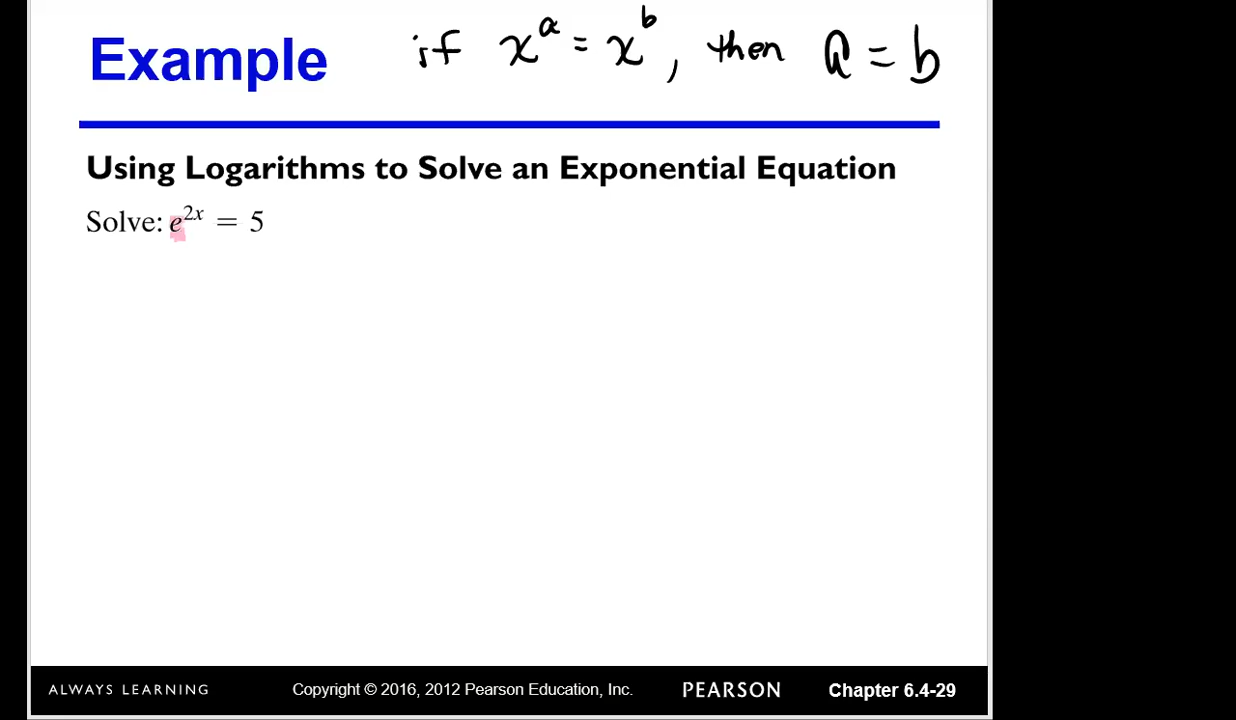 Example if x^a = x^b, then a = b
Using Logarithms to Solve an Exponential Equation
Solve: e^{2x} = 5
ALWAYS LEARNING Copyright © 2016, 2012 Pearson Education, Inc. PEARSON Chapter 6.4-29